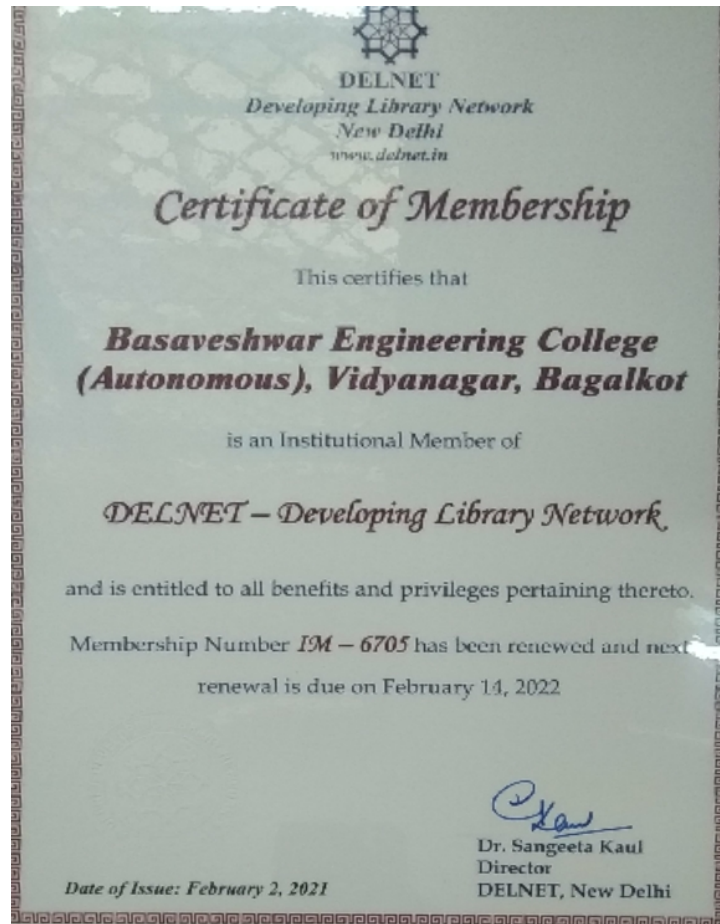 DELNET
Developing Library Network
New Delhi
www.delnet.in
Certificate of Membership
This certifies that
Basaveshwar Engineering College
(Autonomous), Vidyanagar, Bagalkot
is an Institutional Member of
DELNET – Developing Library Network
and is entitled to all benefits and privileges pertaining thereto.
Membership Number IM – 6705 has been renewed and next
renewal is due on February 14, 2022
Dr. Sangeeta Kaul
Director
Date of Issue: February 2, 2021 DELNET, New Delhi